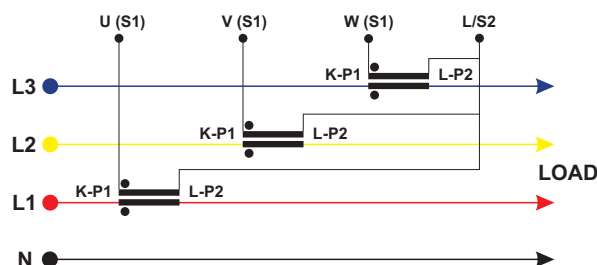 U (S1) V (S1) W (S1) L/S2
L3 K-P1 L-P2
L2 K-P1 L-P2
LOAD
L1 K-P1 L-P2
N